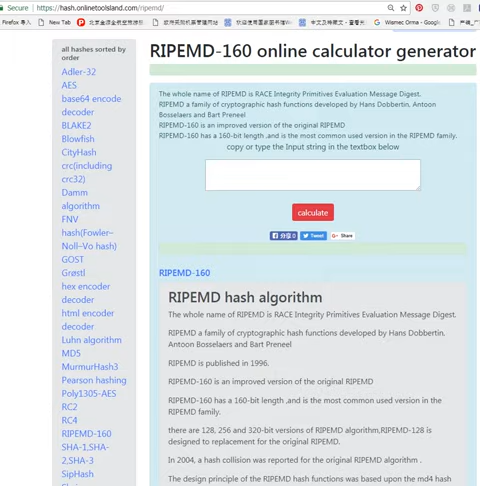 Secure
https://hash.onlinetoolsland.com/ripemd/
Wismec Orma - Google
all hashes sorted by
order
Adler-32
AES
base64 encode
decoder
BLAKE2
Blowfish
CityHash
crc(including
crc32)
Damm
algorithm
FNV
hash(Fowler–
Noll–Vo hash)
GOST
Grøstl
hex encoder
decoder
html encoder
decoder
Luhn algorithm
MD5
MurmurHash3
Pearson hashing
Poly1305-AES
RC2
RC4
RIPEMD-160
SHA-1,SHA-
2,SHA-3
SipHash
RIPEMD-160 online calculator generator
The whole name of RIPEMD is RACE Integrity Primitives Evaluation Message Digest.
RIPEMD a family of cryptographic hash functions developed by Hans Dobbertin, Antoon
Bosselaers and Bart Preneel
RIPEMD-160 is an improved version of the original RIPEMD
RIPEMD-160 has a 160-bit length ,and is the most common used version in the RIPEMD family.
copy or type the Input string in the textbox below
calculate
分享 0
Tweet
G+ Share
RIPEMD-160
RIPEMD hash algorithm
The whole name of RIPEMD is RACE Integrity Primitives Evaluation Message Digest.
RIPEMD a family of cryptographic hash functions developed by Hans Dobbertin,
Antoon Bosselaers and Bart Preneel
RIPEMD is published in 1996.
RIPEMD-160 is an improved version of the original RIPEMD
RIPEMD-160 has a 160-bit length ,and is the most common used version in the
RIPEMD family.
there are 128, 256 and 320-bit versions of RIPEMD algorithm,RIPEMD-128 is
designed to replacement for the original RIPEMD.
In 2004, a hash collision was reported for the original RIPEMD algorithm .
The design principle of the RIPEMD hash functions was based upon the md4 hash